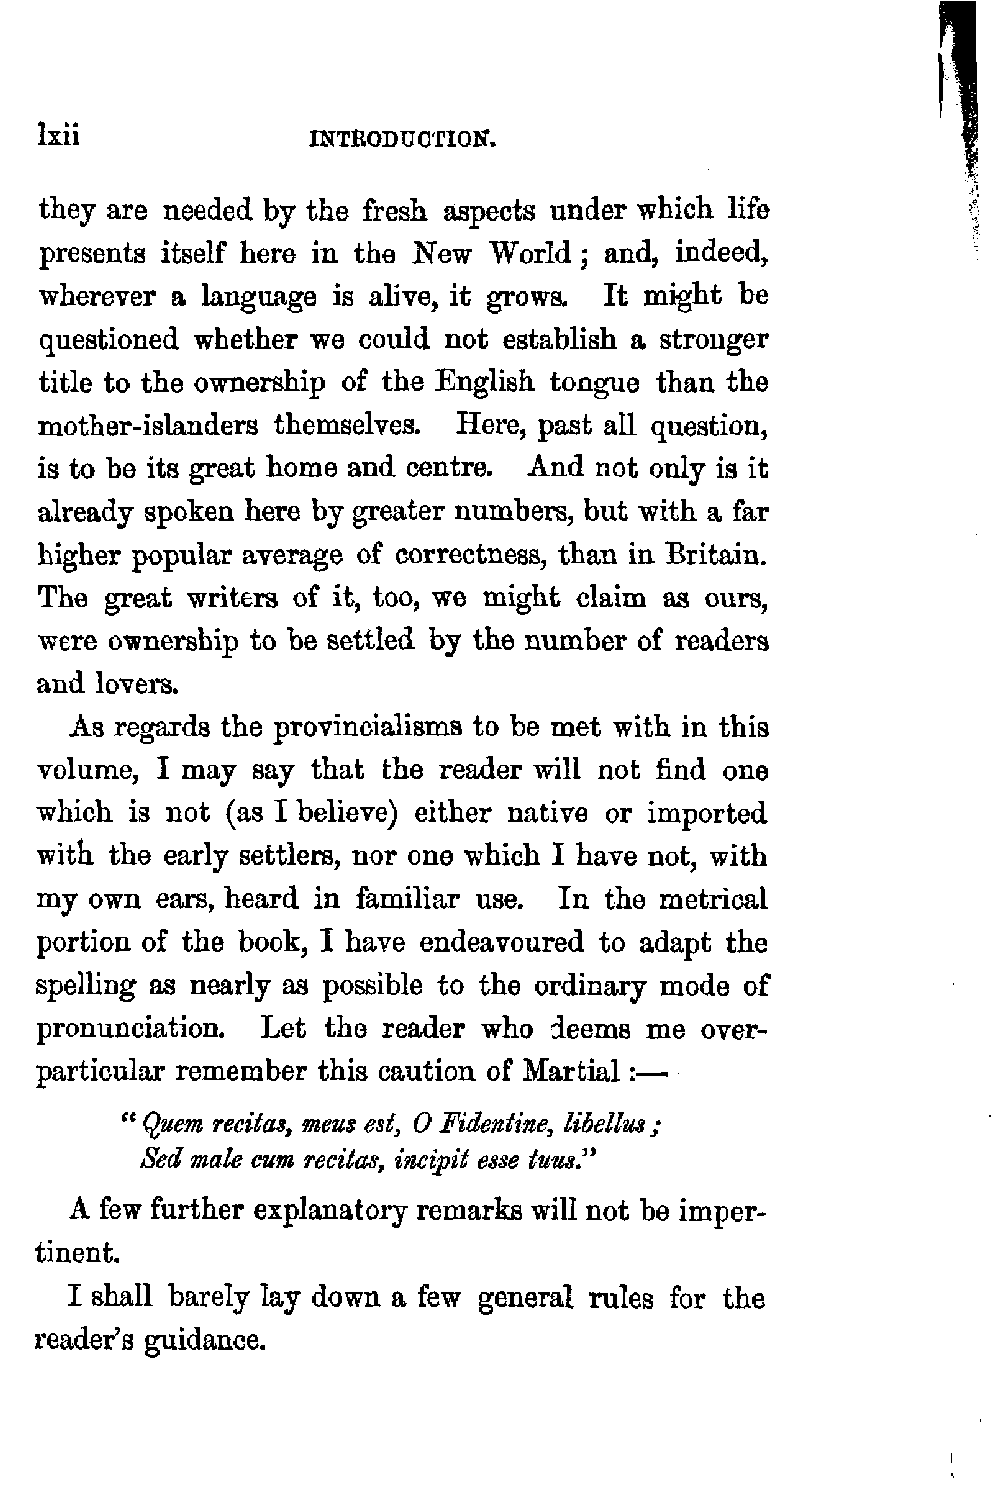 lxii INTRODUCTION.
they are needed by the fresh aspects under which life
presents itself here in the New World ; and, indeed,
wherever a language is alive, it grows. It might be
questioned whether we could not establish a stronger
title to the ownership of the English tongue than the
mother-islanders themselves. Here, past all question,
is to be its great home and centre. And not only is it
already spoken here by greater numbers, but with a far
higher popular average of correctness, than in Britain.
The great writers of it, too, we might claim as ours,
were ownership to be settled by the number of readers
and lovers.
As regards the provincialisms to be met with in this
volume, I may say that the reader will not find one
which is not (as I believe) either native or imported
with the early settlers, nor one which I have not, with
my own ears, heard in familiar use. In the metrical
portion of the book, I have endeavoured to adapt the
spelling as nearly as possible to the ordinary mode of
pronunciation. Let the reader who deems me over-
particular remember this caution of Martial :—
“ Quem recitas, meus est, O Fidentine, libellus ;
Sed male cum recitas, incipit esse tuus.”
A few further explanatory remarks will not be imper-
tinent.
I shall barely lay down a few general rules for the
reader’s guidance.